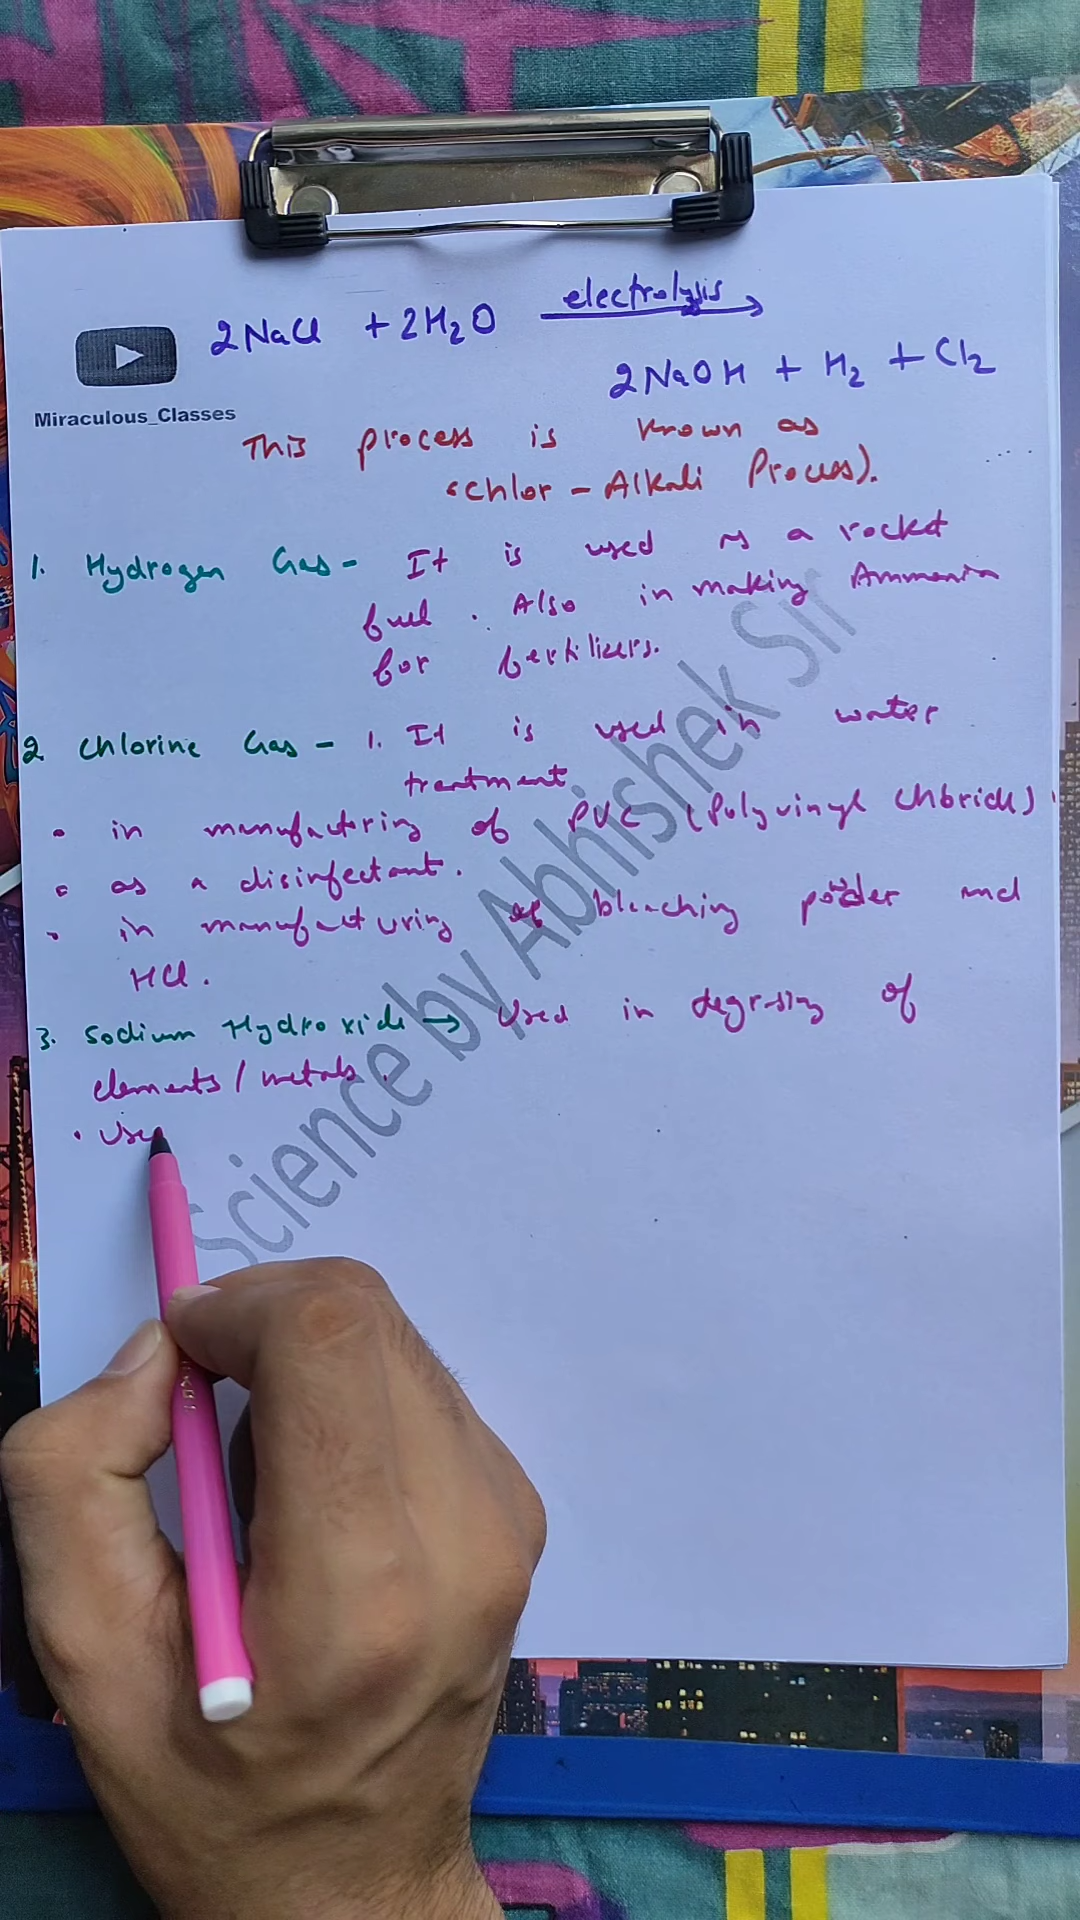 2NaCl + 2H₂O electrolysis
2NaOH + H₂ + Cl₂
Miraculous_Classes
This process is known as
(Chlor-Alkali Process).
1. Hydrogen Gas - It is used as a rocket
fuel. Also in making Ammonia
for fertilizers.
2 Chlorine Gas - 1. It is used in water
treatment
• in manufacturing of PVC (Polyvinyl Chloride)
• as a disinfectant.
• in manufacturing of bleaching powder and
HCl.
3. Sodium Hydroxide → Used in of
elements / metals.
• Use
Science by Abhishek Sir